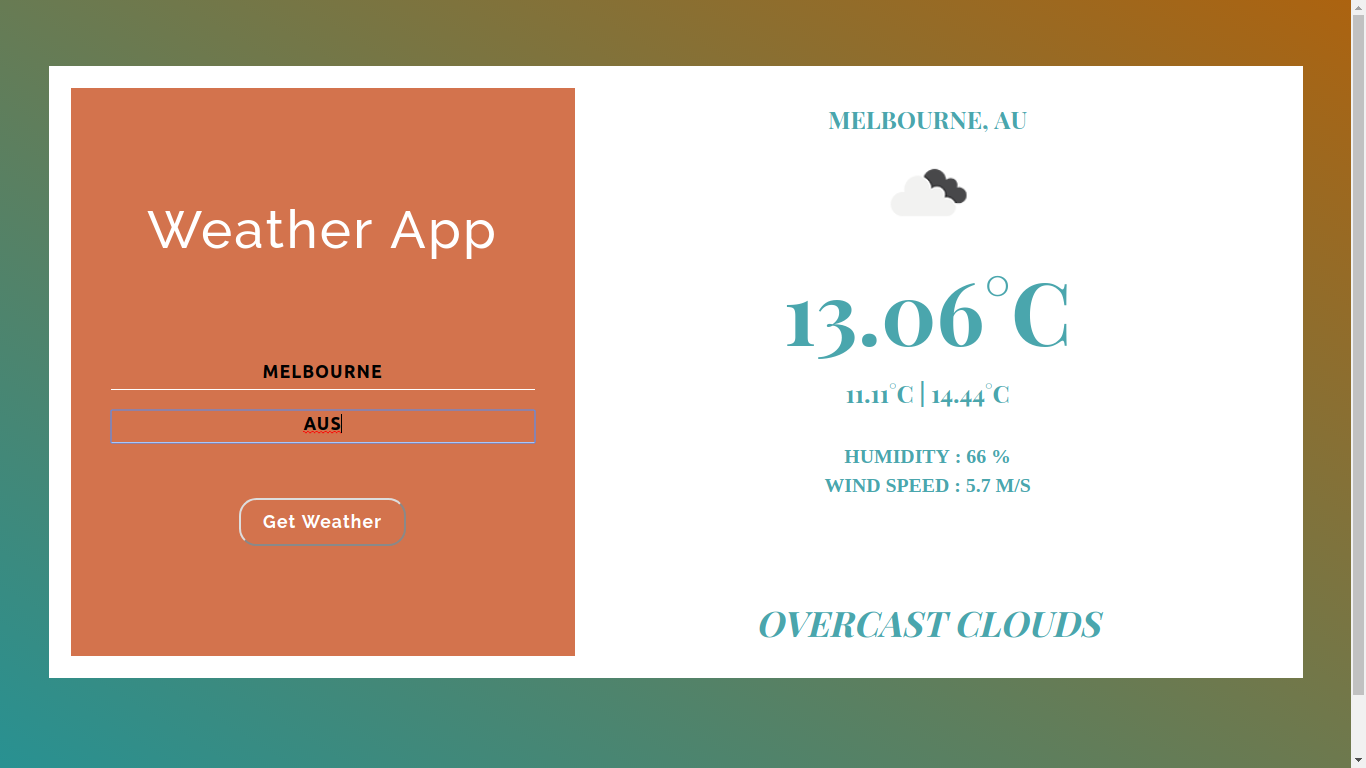 Weather App
MELBOURNE
AUS
Get Weather
MELBOURNE, AU
13.06°C
11.11°C | 14.44°C
HUMIDITY : 66 %
WIND SPEED : 5.7 M/S
OVERCAST CLOUDS